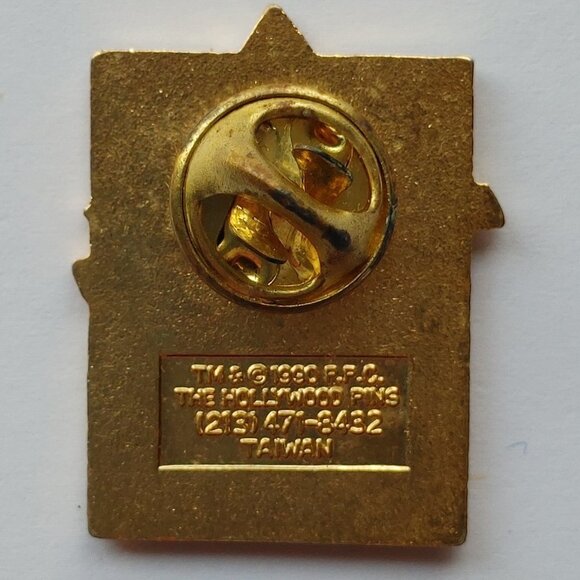 TM & © 1990 P.P.C.
THE HOLLYWOOD PINS
(213) 471-8432
TAIWAN